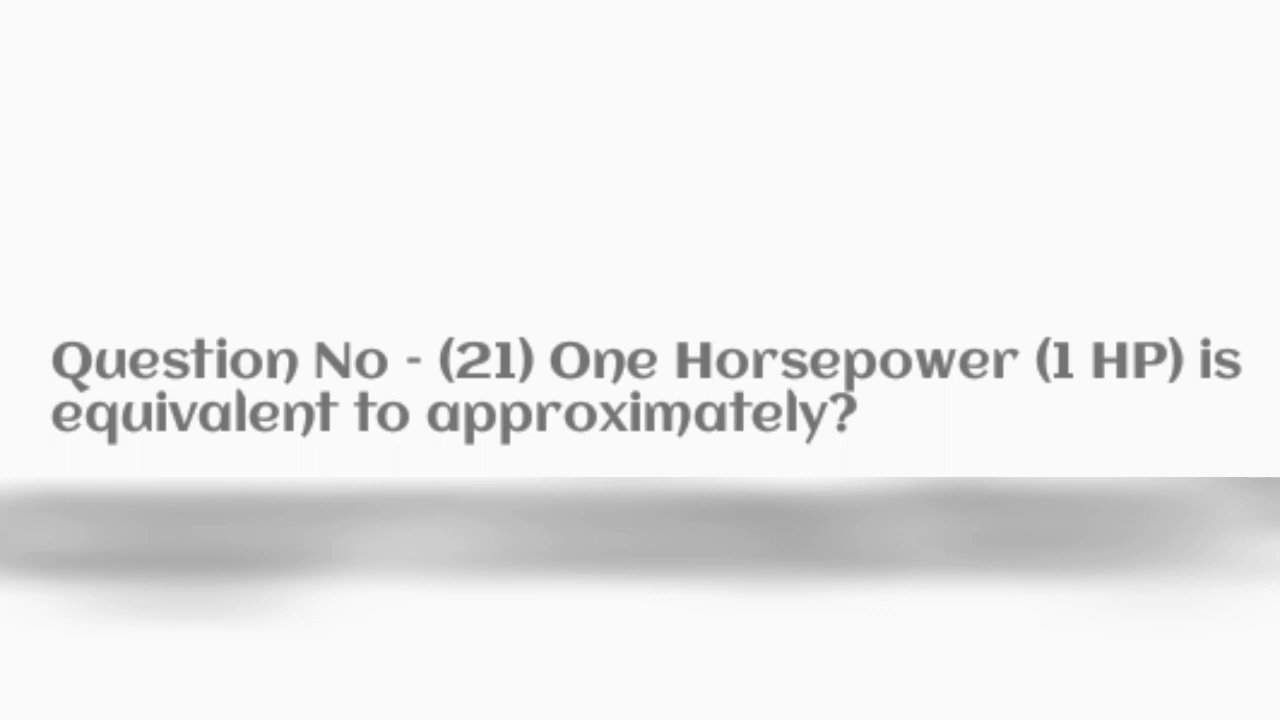 Question No - (21) One Horsepower (1 HP) is
equivalent to approximately?